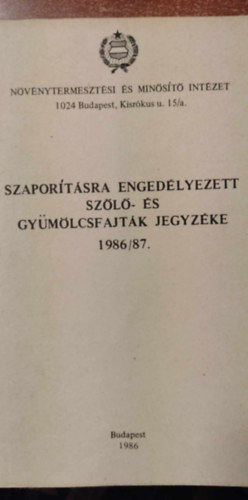 NÖVÉNYTERMESZTÉSI ÉS MINŐSÍTŐ INTÉZET
1024 Budapest, Kisrókus u. 15/a.
SZAPORÍTÁSRA ENGEDÉLYEZETT
SZŐLŐ- ÉS
GYÜMÖLCSFAJTÁK JEGYZÉKE
1986/87.
Budapest
1986